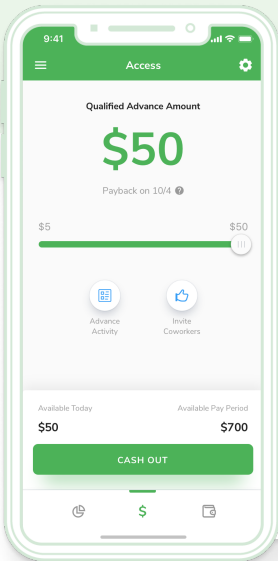 9:41
Access
Qualified Advance Amount
$50
Payback on 10/4 ?
$5 $50
Advance Activity
Invite Coworkers
Available Today Available Pay Period
$50 $700
CASH OUT
$